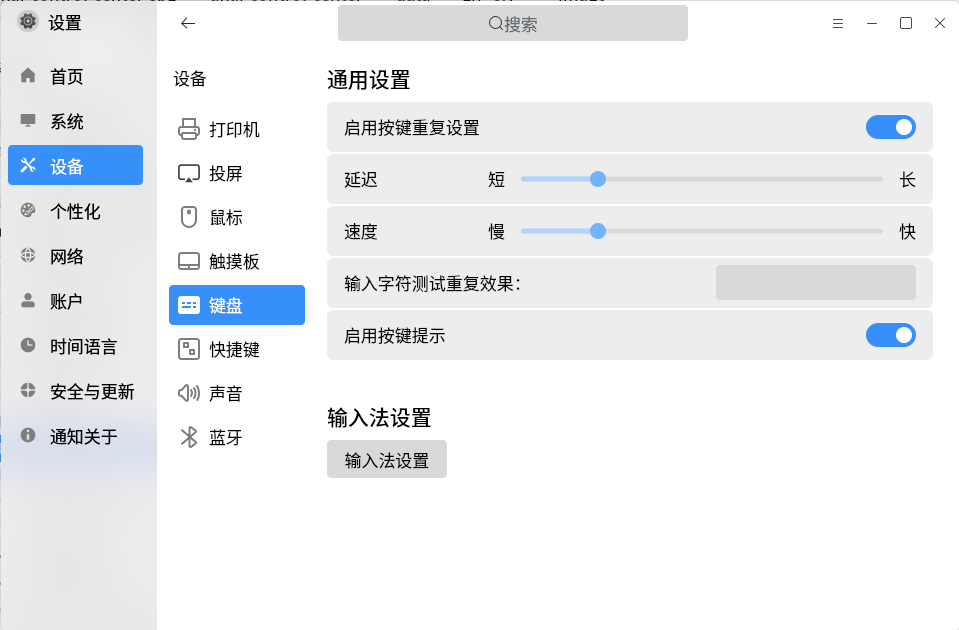 设置
搜索
首页
系统
设备
个性化
网络
账户
时间语言
安全与更新
通知关于
设备
打印机
投屏
鼠标
触摸板
键盘
快捷键
声音
蓝牙
通用设置
启用按键重复设置
延迟 短 长
速度 慢 快
输入字符测试重复效果：
启用按键提示
输入法设置
输入法设置